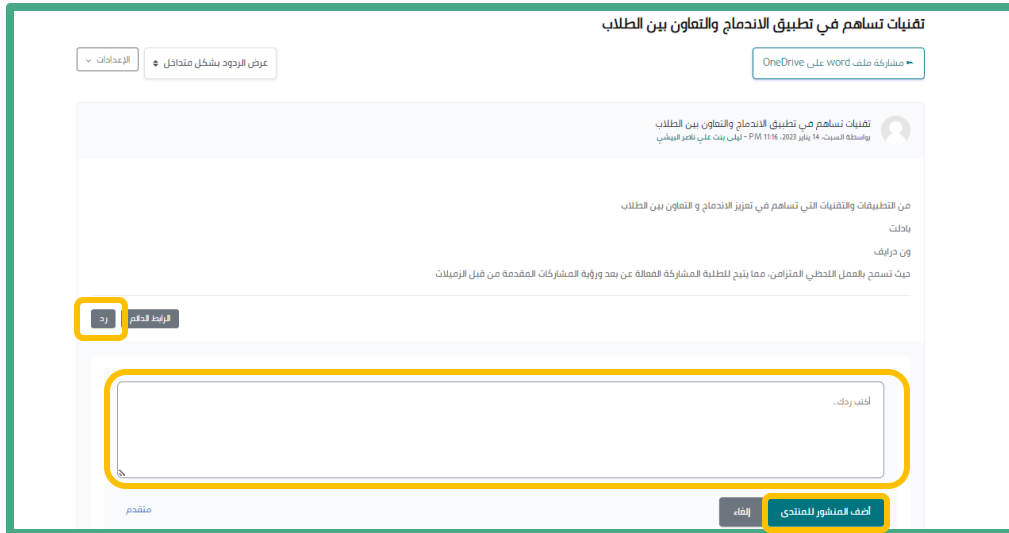 تقنيات تساهم في تطبيق الاندماج والتعاون بين الطلاب
مشاركة ملف word على OneDrive
عرض الردود بشكل متداخل
الإعدادات
تقنيات تساهم في تطبيق الاندماج والتعاون بين الطلاب
بواسطة السبت، 14 يناير 2023، 11:16 PM - ليلى بنت علي ناصر البيشي
من التطبيقات والتقنيات التي تساهم في تعزيز الاندماج و التعاون بين الطلاب
بادلت
ون درايف
حيث تسمح بالعمل اللحظي المتزامن، مما يتيح للطلبة المشاركة الفعالة عن بعد ورؤية المشاركات المقدمة من قبل الزميلات
الرابط الدائم
رد
أكتب ردك..
أضف المنشور للمنتدى
إلغاء
متقدم